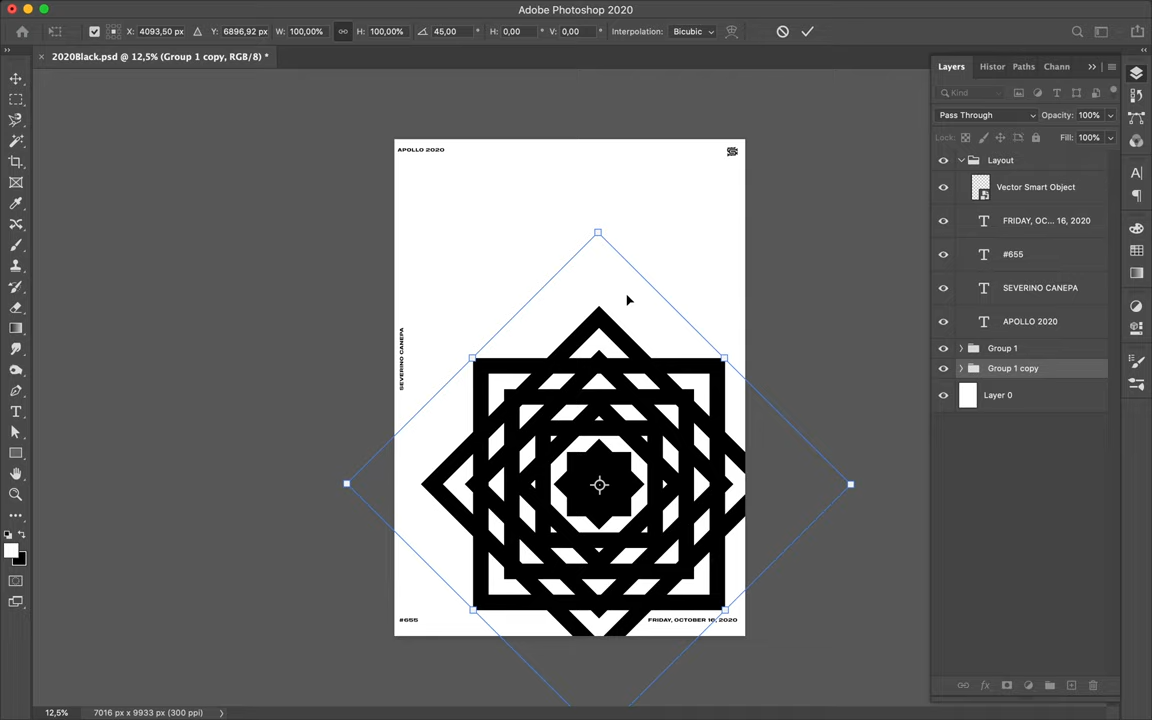 Adobe Photoshop 2020
X: 4093,50 px Y: 6896,92 px W: 100,00% H: 100,00% 45,00 ° H: 0,00 ° V: 0,00 ° Interpolation: Bicubic
2020Black.psd @ 12,5% (Group 1 copy, RGB/8) *
Layers Histor Paths Chann
Kind
Pass Through Opacity: 100%
Lock: Fill: 100%
Layout
Vector Smart Object
FRIDAY, OC... 16, 2020
#655
SEVERINO CANEPA
APOLLO 2020
Group 1
Group 1 copy
Layer 0
APOLLO 2020
SEVERINO CANEPA
#655
FRIDAY, OCTOBER 16, 2020
12,5% 7016 px x 9933 px (300 ppi)